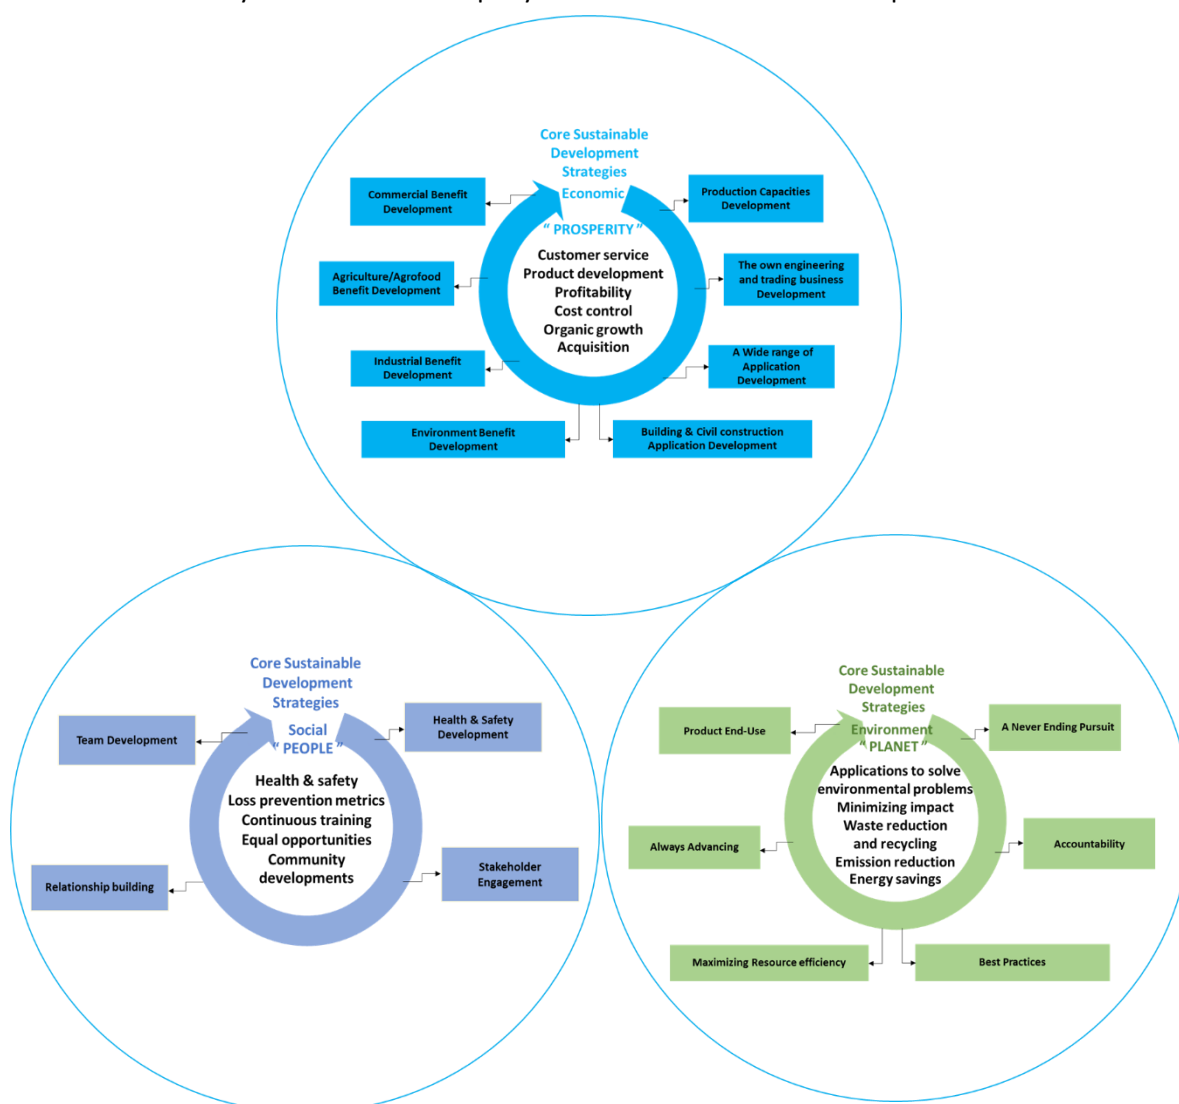 Core Sustainable
Development
Strategies
Economic
“ PROSPERITY ”
Customer service
Product development
Profitability
Cost control
Organic growth
Acquisition
Commercial Benefit
Development
Production Capacities
Development
Agriculture/Agrofood
Benefit Development
The own engineering
and trading business
Development
Industrial Benefit
Development
A Wide range of
Application
Development
Environment Benefit
Development
Building & Civil construction
Application Development
Core Sustainable
Development
Strategies
Social
“ PEOPLE ”
Health & safety
Loss prevention metrics
Continuous training
Equal opportunities
Community
developments
Team Development
Health & Safety
Development
Relationship building
Stakeholder
Engagement
Core Sustainable
Development
Strategies
Environment
“ PLANET ”
Applications to solve
environmental problems
Minimizing impact
Waste reduction
and recycling
Emission reduction
Energy savings
Product End-Use
A Never Ending Pursuit
Always Advancing
Accountability
Maximizing Resource efficiency
Best Practices